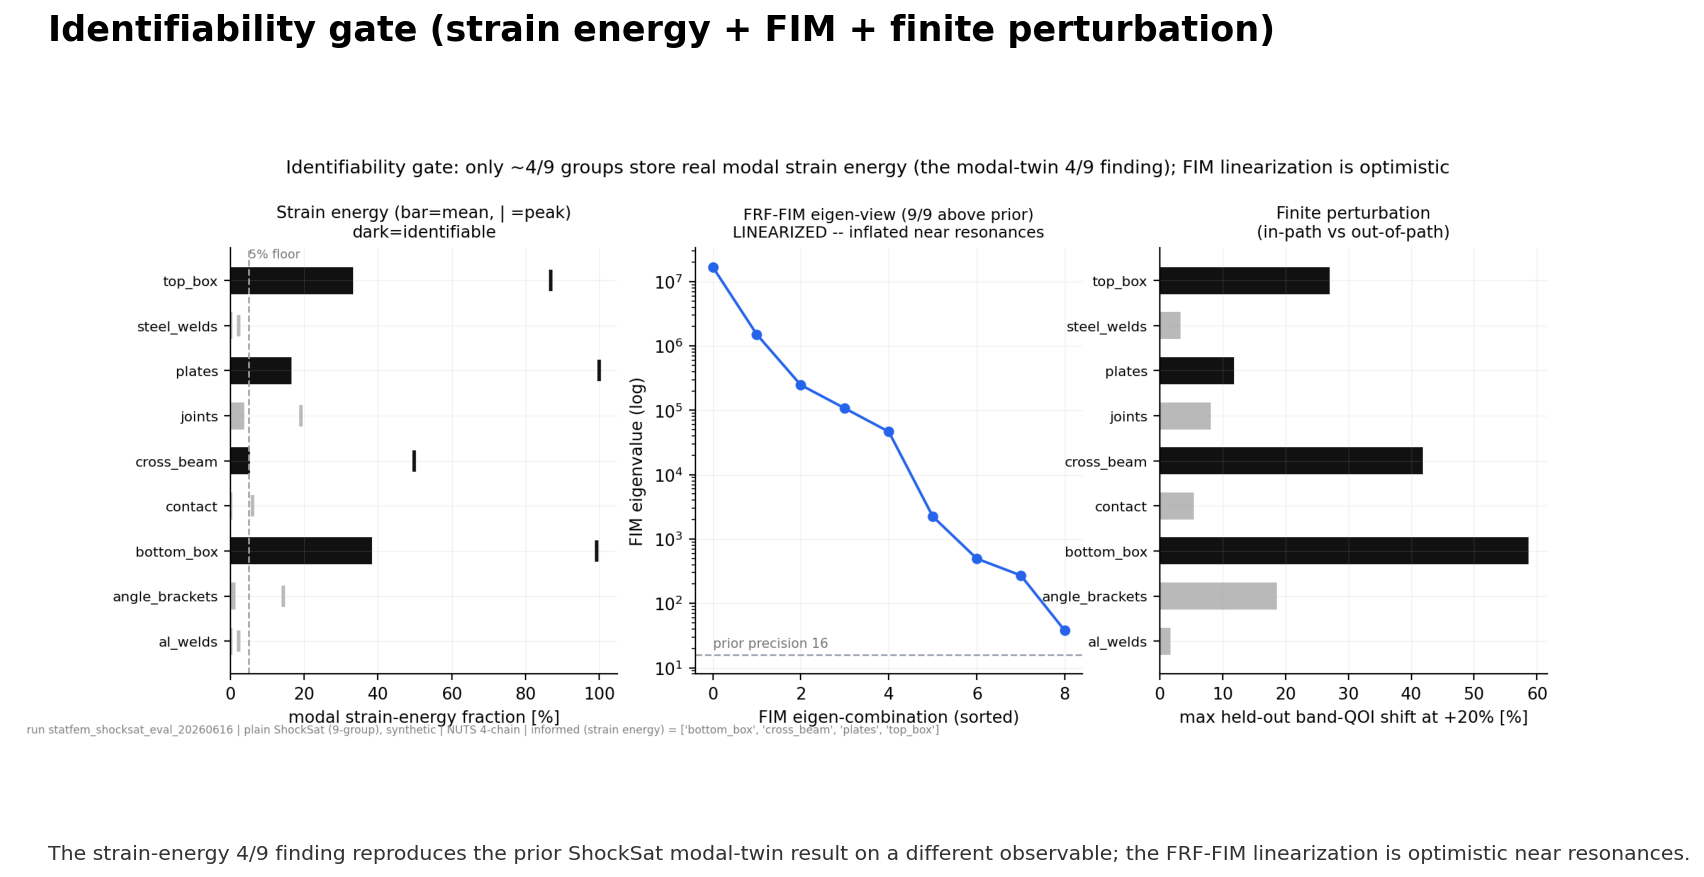 Identifiability gate (strain energy + FIM + finite perturbation)
Identifiability gate: only ~4/9 groups store real modal strain energy (the modal-twin 4/9 finding); FIM linearization is optimistic
Strain energy (bar=mean, | =peak)
dark=identifiable
5% floor
top_box
steel_welds
plates
joints
cross_beam
contact
bottom_box
angle_brackets
al_welds
0 20 40 60 80 100
modal strain-energy fraction [%]
FRF-FIM eigen-view (9/9 above prior)
LINEARIZED -- inflated near resonances
FIM eigenvalue (log)
10⁷
10⁶
10⁵
10⁴
10³
10²
10¹
prior precision 16
0 2 4 6 8
FIM eigen-combination (sorted)
Finite perturbation
(in-path vs out-of-path)
top_box
steel_welds
plates
joints
cross_beam
contact
bottom_box
angle_brackets
al_welds
0 10 20 30 40 50 60
max held-out band-QOI shift at +20% [%]
run statfem_shocksat_eval_20260616 | plain ShockSat (9-group), synthetic | NUTS 4-chain | informed (strain energy) = ['bottom_box', 'cross_beam', 'plates', 'top_box']
The strain-energy 4/9 finding reproduces the prior ShockSat modal-twin result on a different observable; the FRF-FIM linearization is optimistic near resonances.